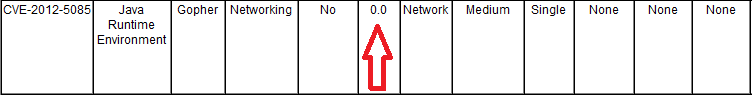 CVE-2012-5085 Java Gopher Networking No 0.0 Network Medium Single None None None
Runtime
Environment